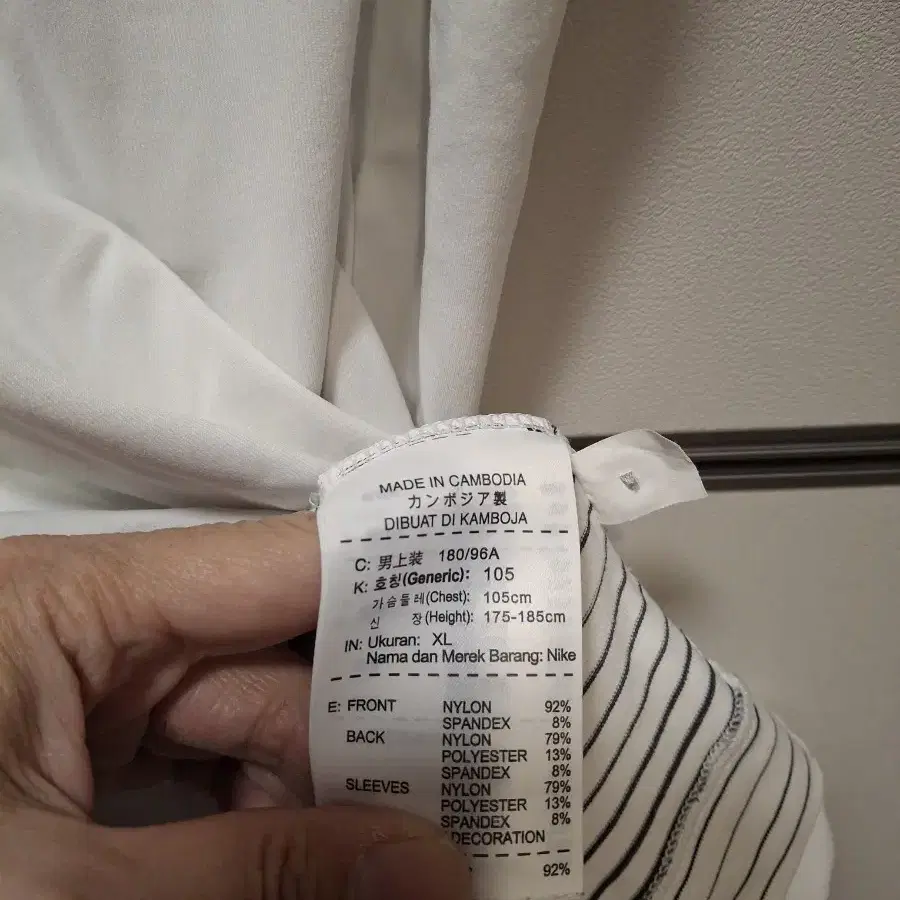 MADE IN CAMBODIA
カンボジア製
DIBUAT DI KAMBOJA
C: 男上装 180/96A
K: 호칭(Generic): 105
가슴둘레(Chest): 105cm
신 장(Height): 175-185cm
IN: Ukuran: XL
Nama dan Merek Barang: Nike
E: FRONT NYLON 92%
SPANDEX 8%
BACK NYLON 79%
POLYESTER 13%
SPANDEX 8%
SLEEVES NYLON 79%
POLYESTER 13%
SPANDEX 8%
DECORATION
92%